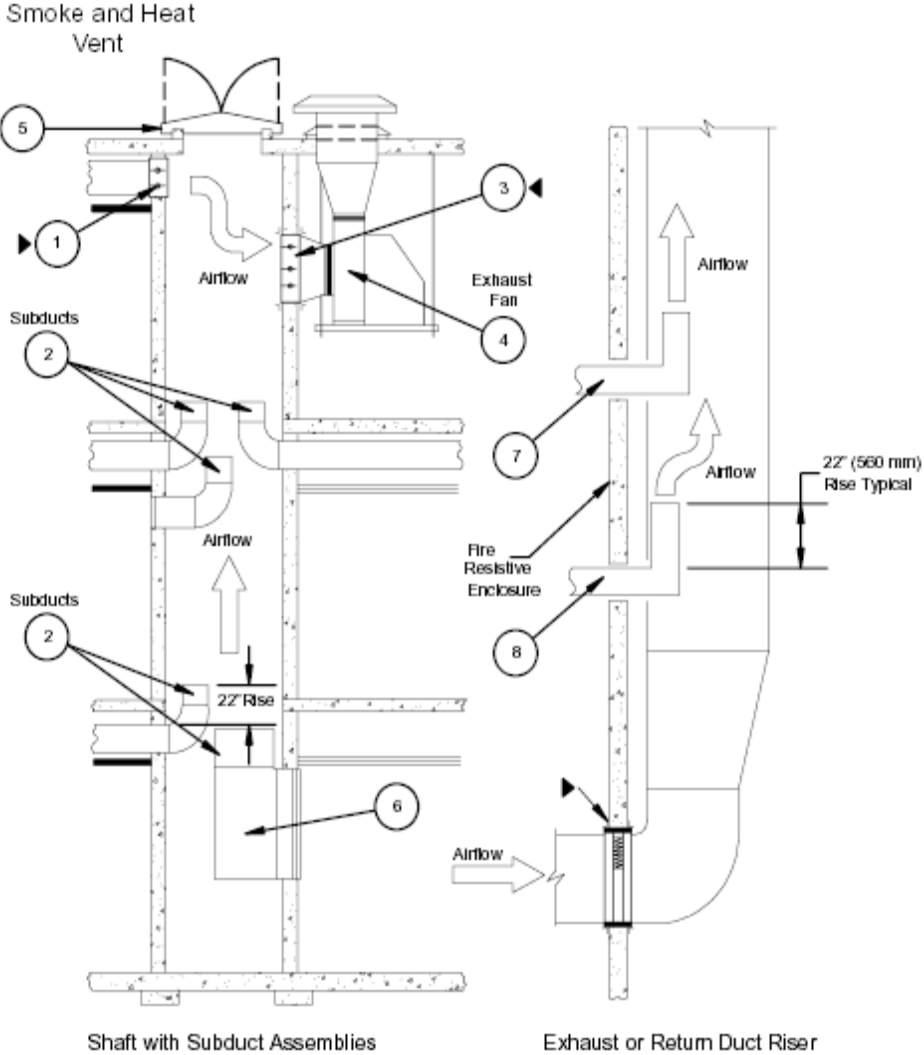 Smoke and Heat
Vent
5
1
3
Airflow
Exhaust
Fan
4
Subducts
2
Airflow
Subducts
2
22" Rise
6
Airflow
7
Airflow
22" (560 mm)
Rise Typical
Fire
Resistive
Enclosure
8
Airflow
Shaft with Subduct Assemblies
Exhaust or Return Duct Riser